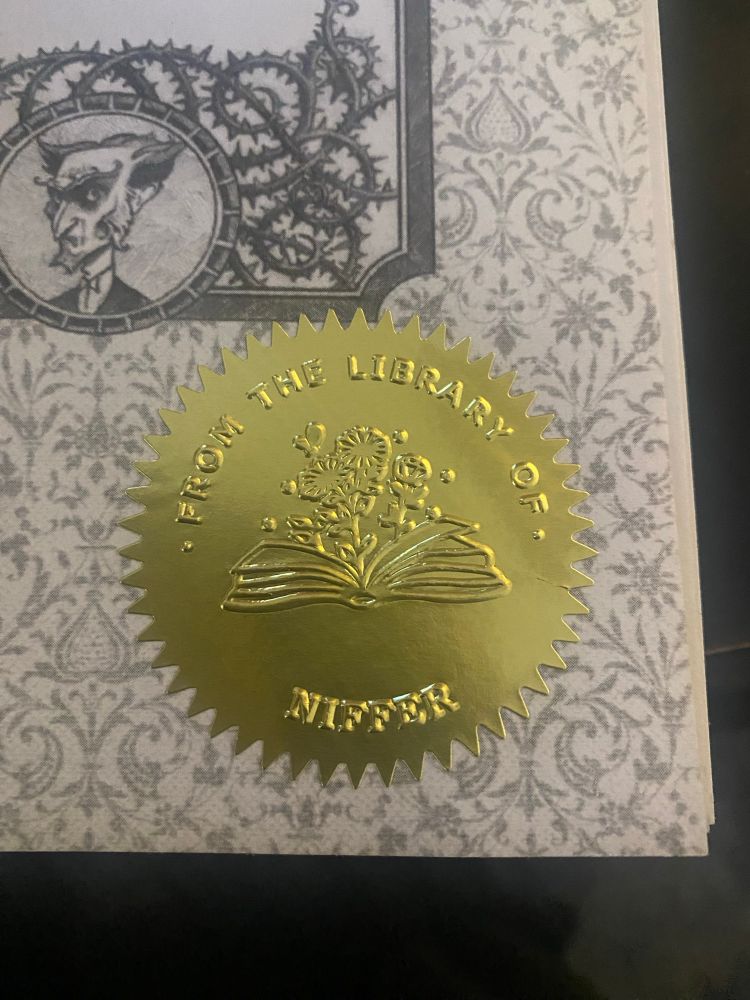 · FROM THE LIBRARY OF ·
NIFFER